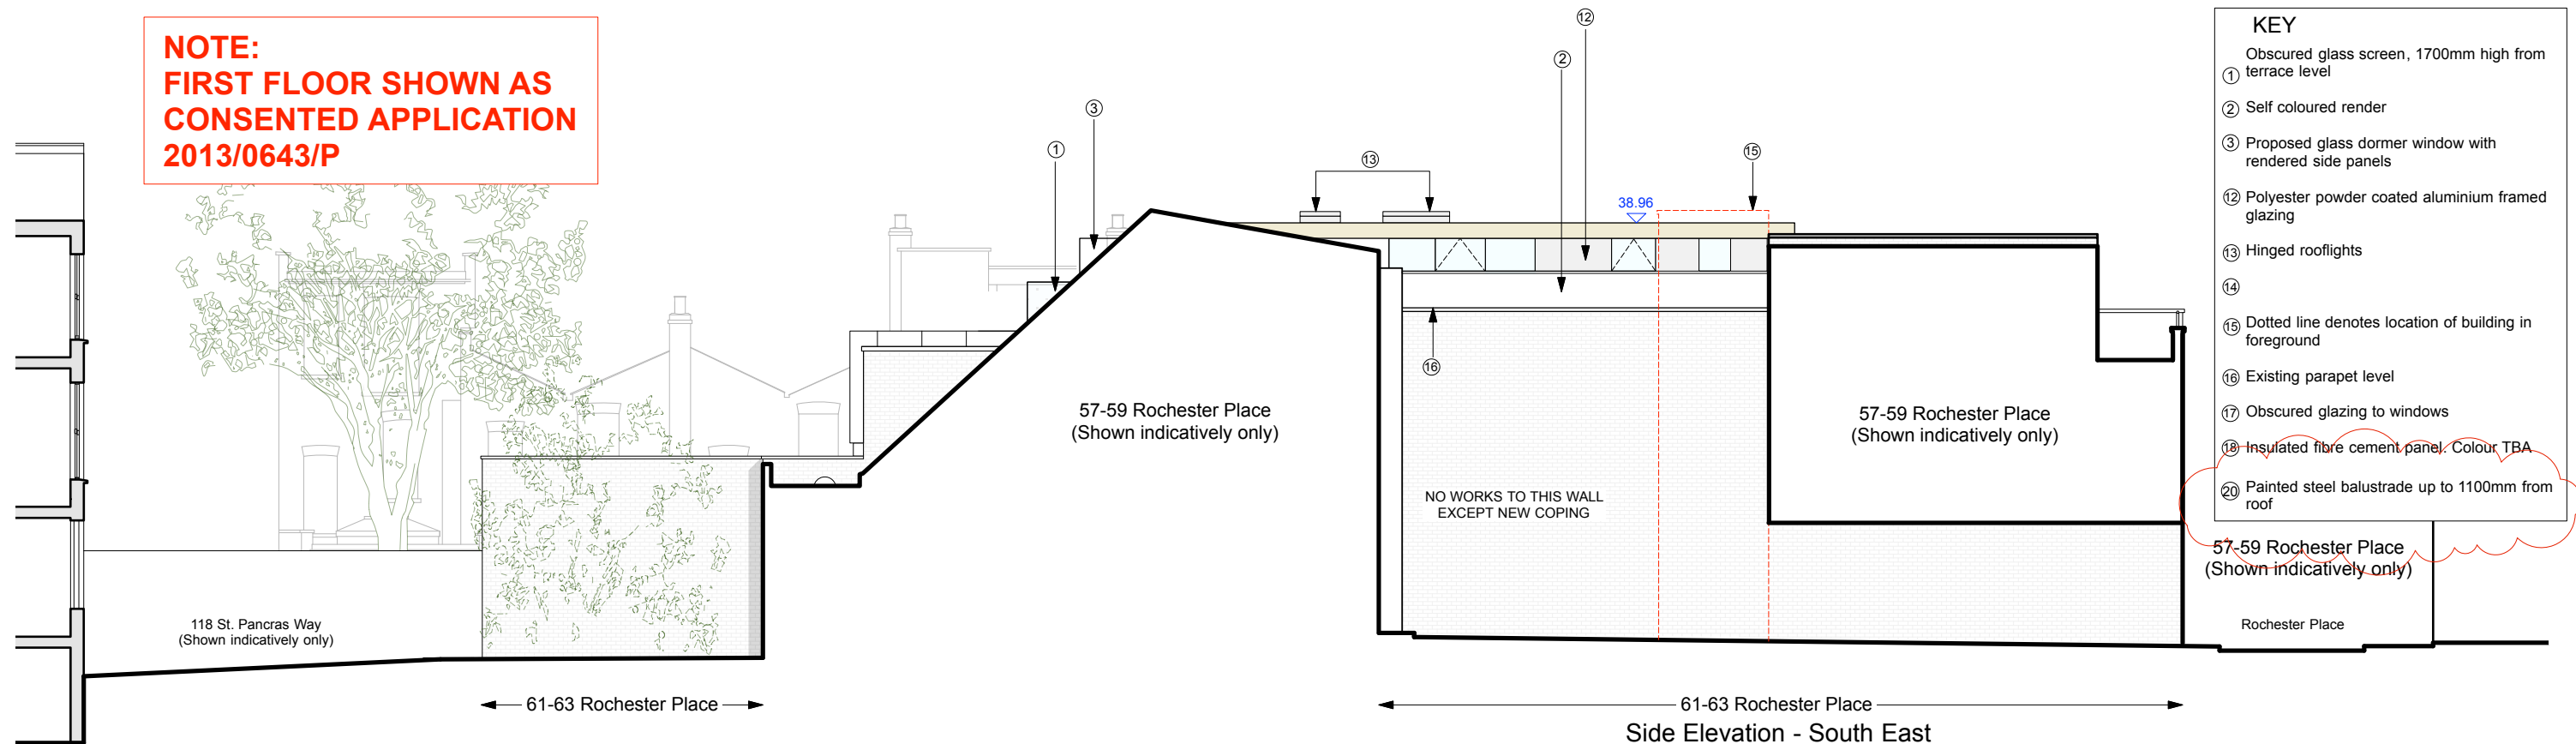 NOTE:
FIRST FLOOR SHOWN AS
CONSENTED APPLICATION
2013/0643/P
12
2
3
1
13
15
38.96
16
57-59 Rochester Place
(Shown indicatively only)
57-59 Rochester Place
(Shown indicatively only)
NO WORKS TO THIS WALL
EXCEPT NEW COPING
118 St. Pancras Way
(Shown indicatively only)
61-63 Rochester Place
61-63 Rochester Place
Side Elevation - South East
KEY
Obscured glass screen, 1700mm high from
1 terrace level
2 Self coloured render
3 Proposed glass dormer window with
rendered side panels
12 Polyester powder coated aluminium framed
glazing
13 Hinged rooflights
14
15 Dotted line denotes location of building in
foreground
16 Existing parapet level
17 Obscured glazing to windows
18 Insulated fibre cement panel. Colour TBA
20 Painted steel balustrade up to 1100mm from
roof
57-59 Rochester Place
(Shown indicatively only)
Rochester Place